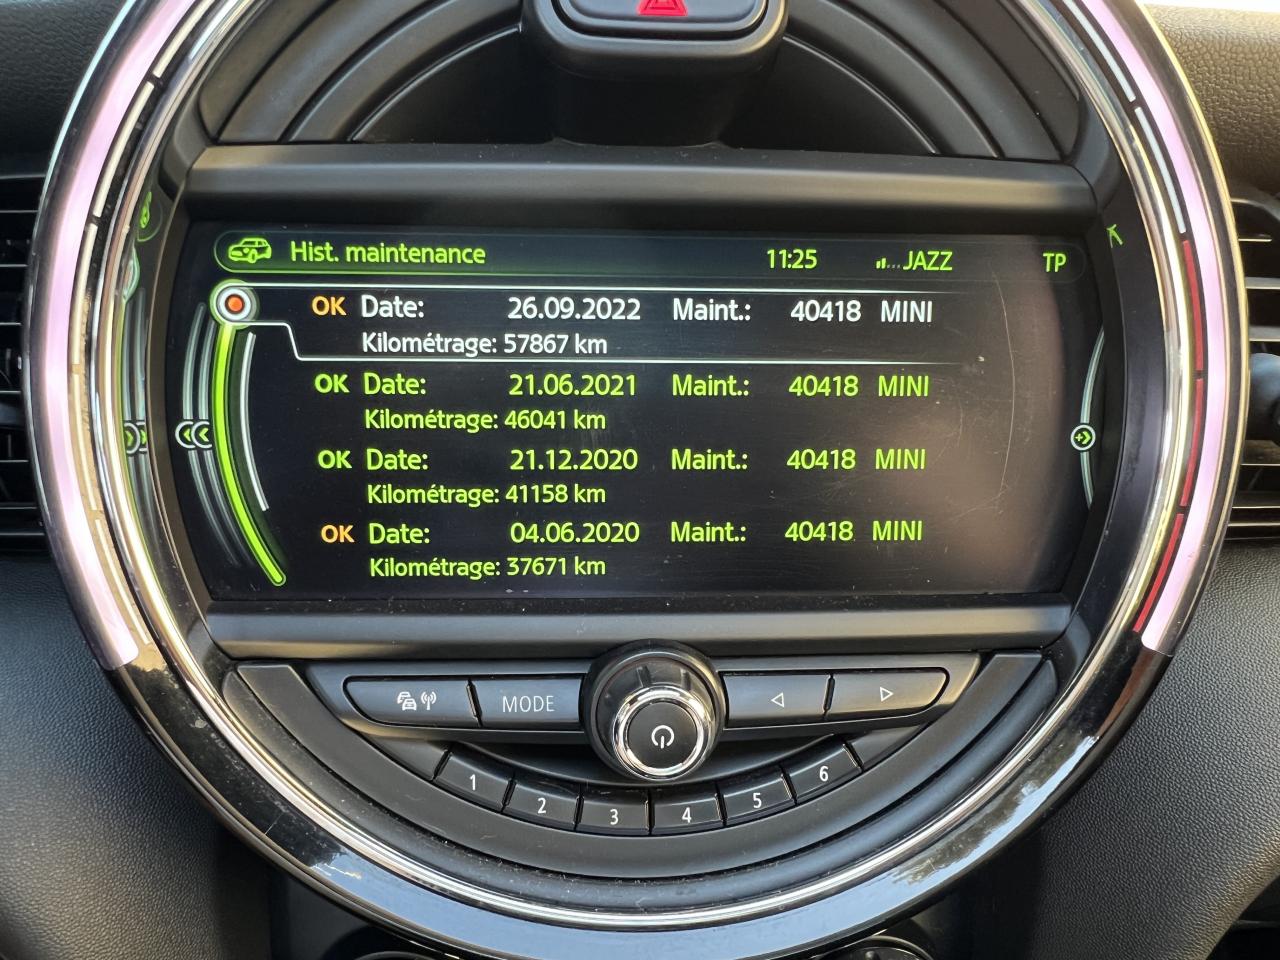 Hist. maintenance 11:25 JAZZ TP
OK Date: 26.09.2022 Maint.: 40418 MINI
Kilométrage: 57867 km
OK Date: 21.06.2021 Maint.: 40418 MINI
Kilométrage: 46041 km
OK Date: 21.12.2020 Maint.: 40418 MINI
Kilométrage: 41158 km
OK Date: 04.06.2020 Maint.: 40418 MINI
Kilométrage: 37671 km
MODE
1 2 3 4 5 6